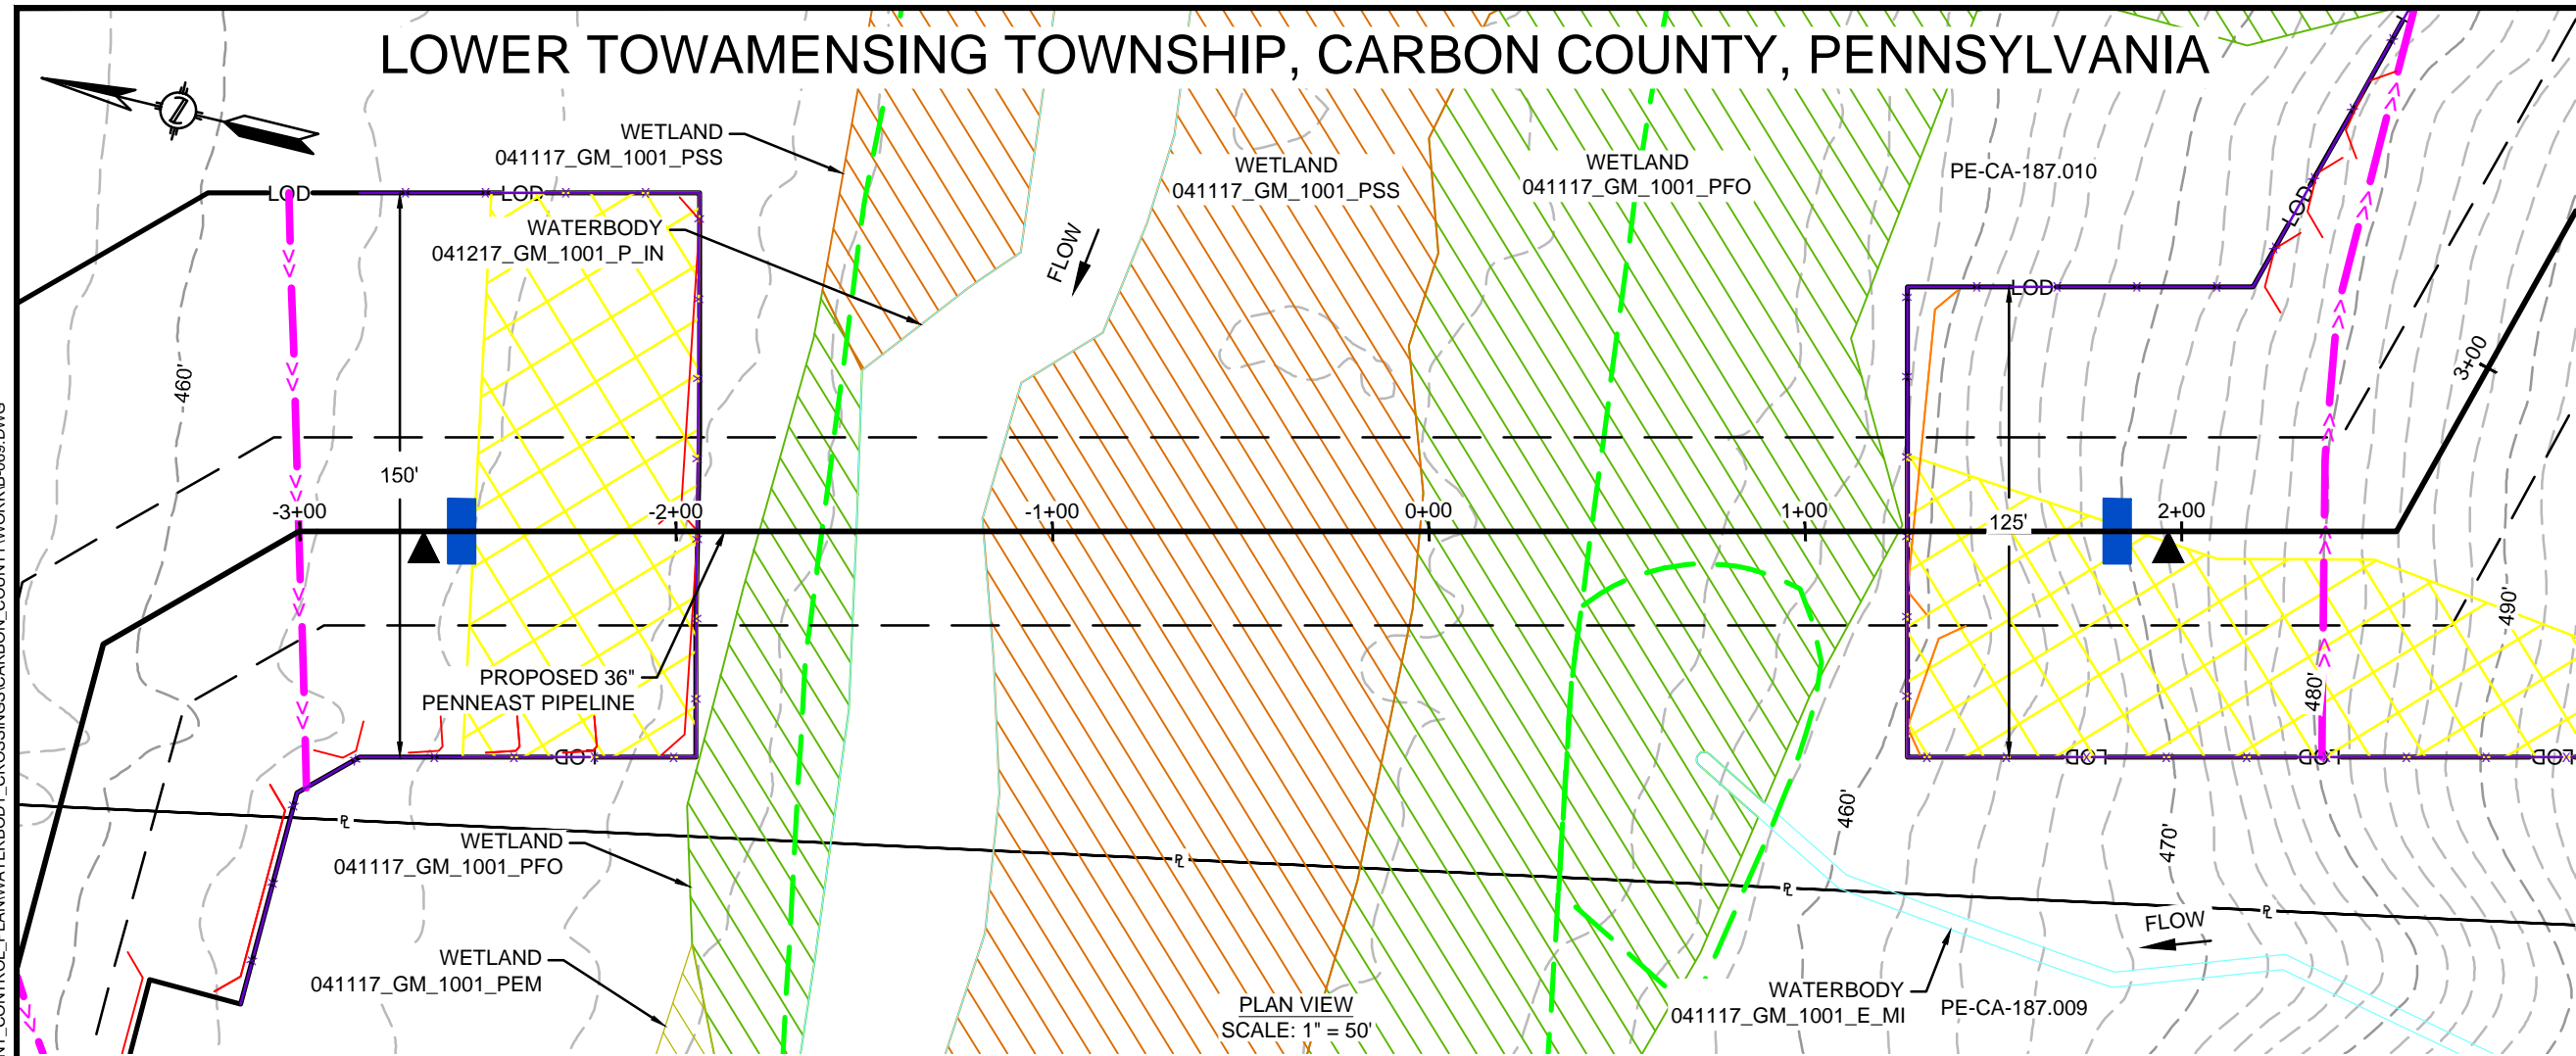 LOWER TOWAMENSING TOWNSHIP, CARBON COUNTY, PENNSYLVANIA
WETLAND
041117_GM_1001_PSS
WETLAND
041117_GM_1001_PSS
WETLAND
041117_GM_1001_PFO
PE-CA-187.010
LOD
LOD
WATERBODY
041217_GM_1001_P_IN
FLOW
LOD
LOD
460'
150'
3+00
-3+00
-2+00
-1+00
0+00
1+00
125'
2+00
490'
480'
PROPOSED 36"
PENNEAST PIPELINE
LOD
LOD
LOD
LOD
460'
470'
WETLAND
041117_GM_1001_PFO
FLOW
WETLAND
041117_GM_1001_PEM
PLAN VIEW
SCALE: 1" = 50'
WATERBODY
041117_GM_1001_E_MI
PE-CA-187.009